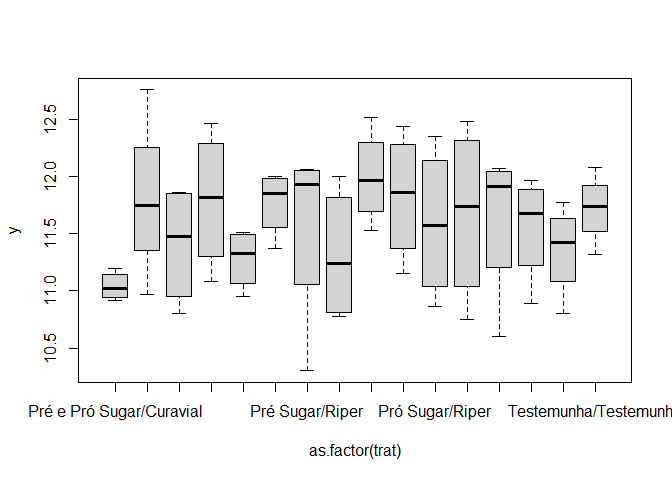 12.5
12.0
11.5
11.0
10.5
y
Pré e Pró Sugar/Curavial Pré Sugar/Riper Pró Sugar/Riper Testemunha/Testemunh
as.factor(trat)